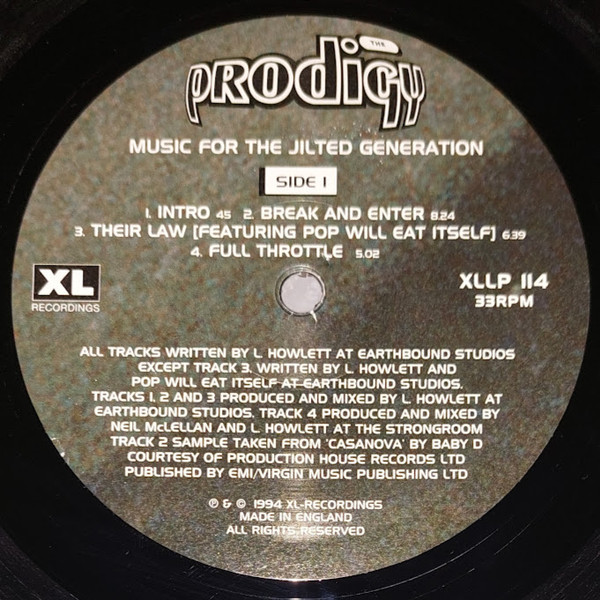 THE
PRODIGY
MUSIC FOR THE JILTED GENERATION
SIDE 1
1. INTRO 45 2. BREAK AND ENTER 8.24
3. THEIR LAW [FEATURING POP WILL EAT ITSELF] 6.39
4. FULL THROTTLE 5.02
XL
RECORDINGS
XLLP 114
33RPM
ALL TRACKS WRITTEN BY L. HOWLETT AT EARTHBOUND STUDIOS
EXCEPT TRACK 3, WRITTEN BY L. HOWLETT AND
POP WILL EAT ITSELF AT EARTHBOUND STUDIOS.
TRACKS 1, 2 AND 3 PRODUCED AND MIXED BY L. HOWLETT AT
EARTHBOUND STUDIOS. TRACK 4 PRODUCED AND MIXED BY
NEIL McLELLAN AND L. HOWLETT AT THE STRONGROOM
TRACK 2 SAMPLE TAKEN FROM 'CASANOVA' BY BABY D
COURTESY OF PRODUCTION HOUSE RECORDS LTD
PUBLISHED BY EMI/VIRGIN MUSIC PUBLISHING LTD
℗ & © 1994 XL-RECORDINGS
MADE IN ENGLAND
ALL RIGHTS RESERVED